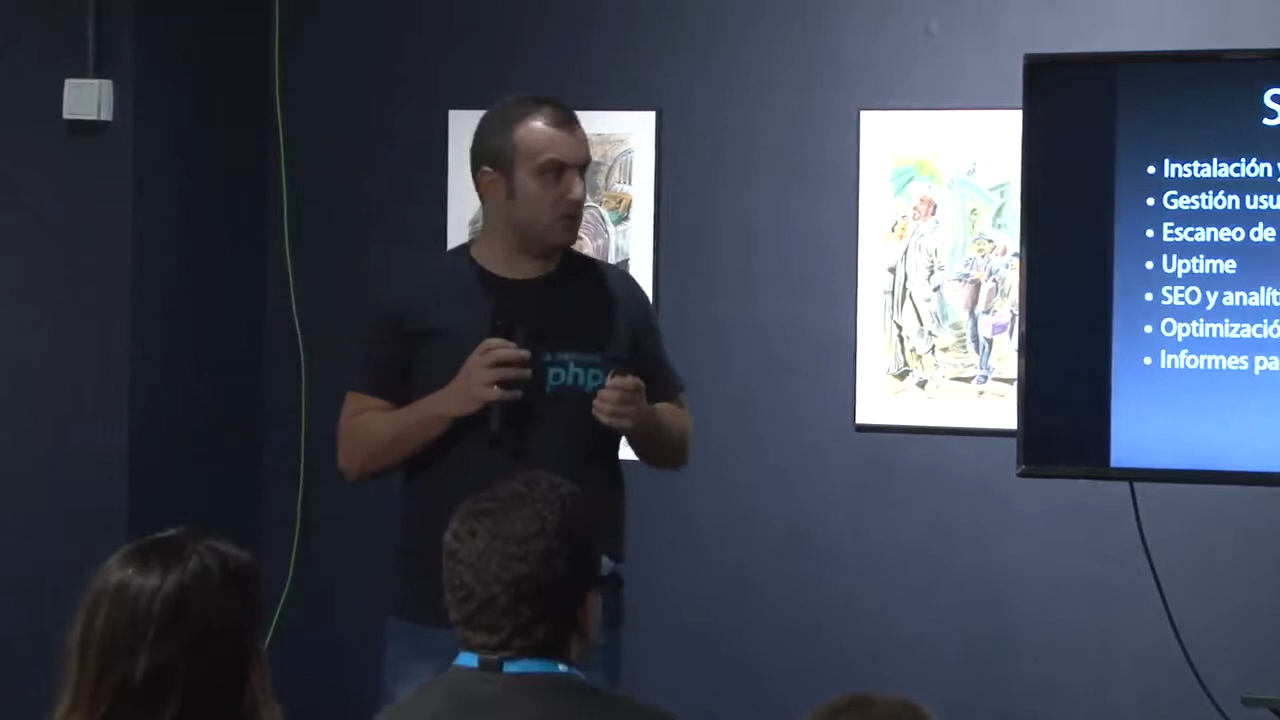 php
S
• Instalación y
• Gestión usu
• Escaneo de
• Uptime
• SEO y analít
• Optimizació
• Informes pa